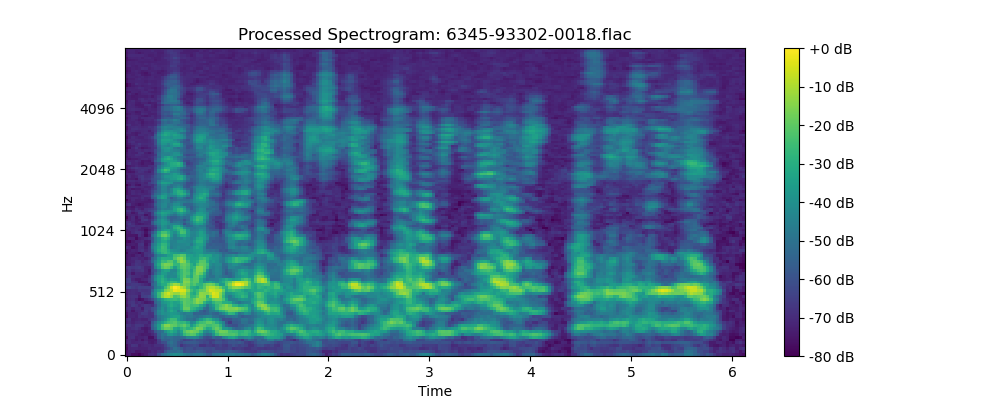 Processed Spectrogram: 6345-93302-0018.flac
+0 dB
-10 dB
-20 dB
-30 dB
-40 dB
-50 dB
-60 dB
-70 dB
-80 dB
4096
2048
1024
512
0
Hz
0 1 2 3 4 5 6
Time